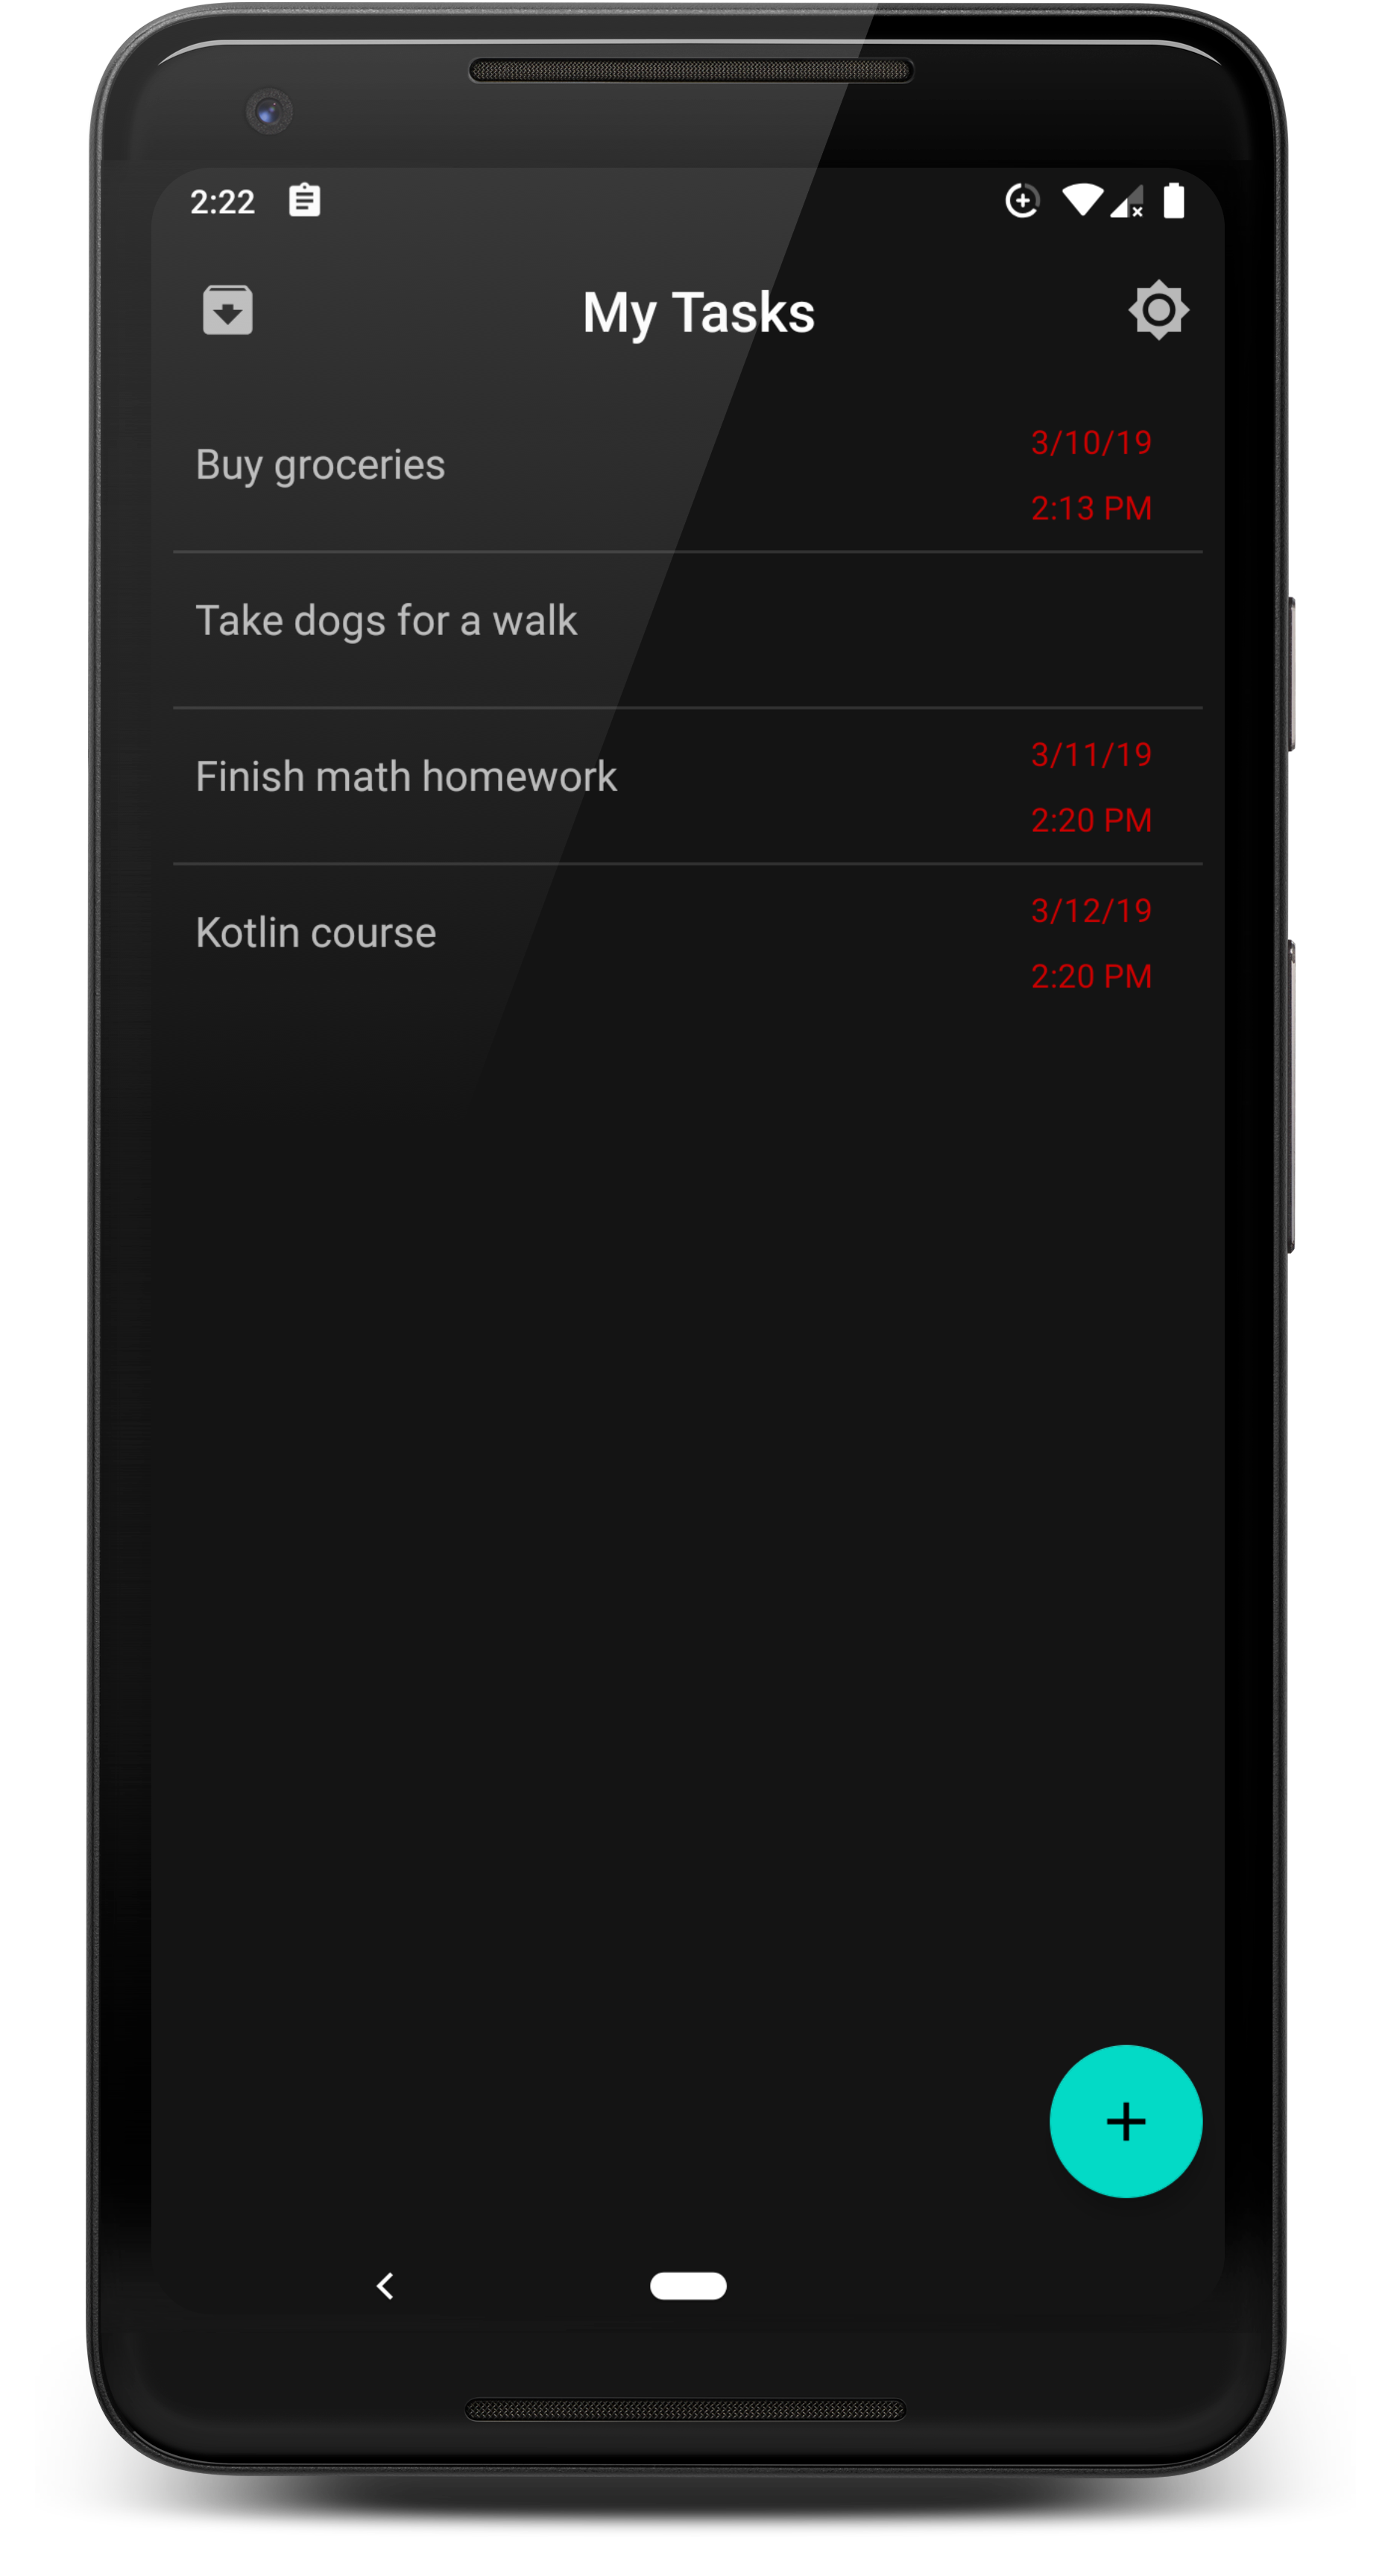 2:22
My Tasks
Buy groceries
3/10/19
2:13 PM
Take dogs for a walk
Finish math homework
3/11/19
2:20 PM
Kotlin course
3/12/19
2:20 PM